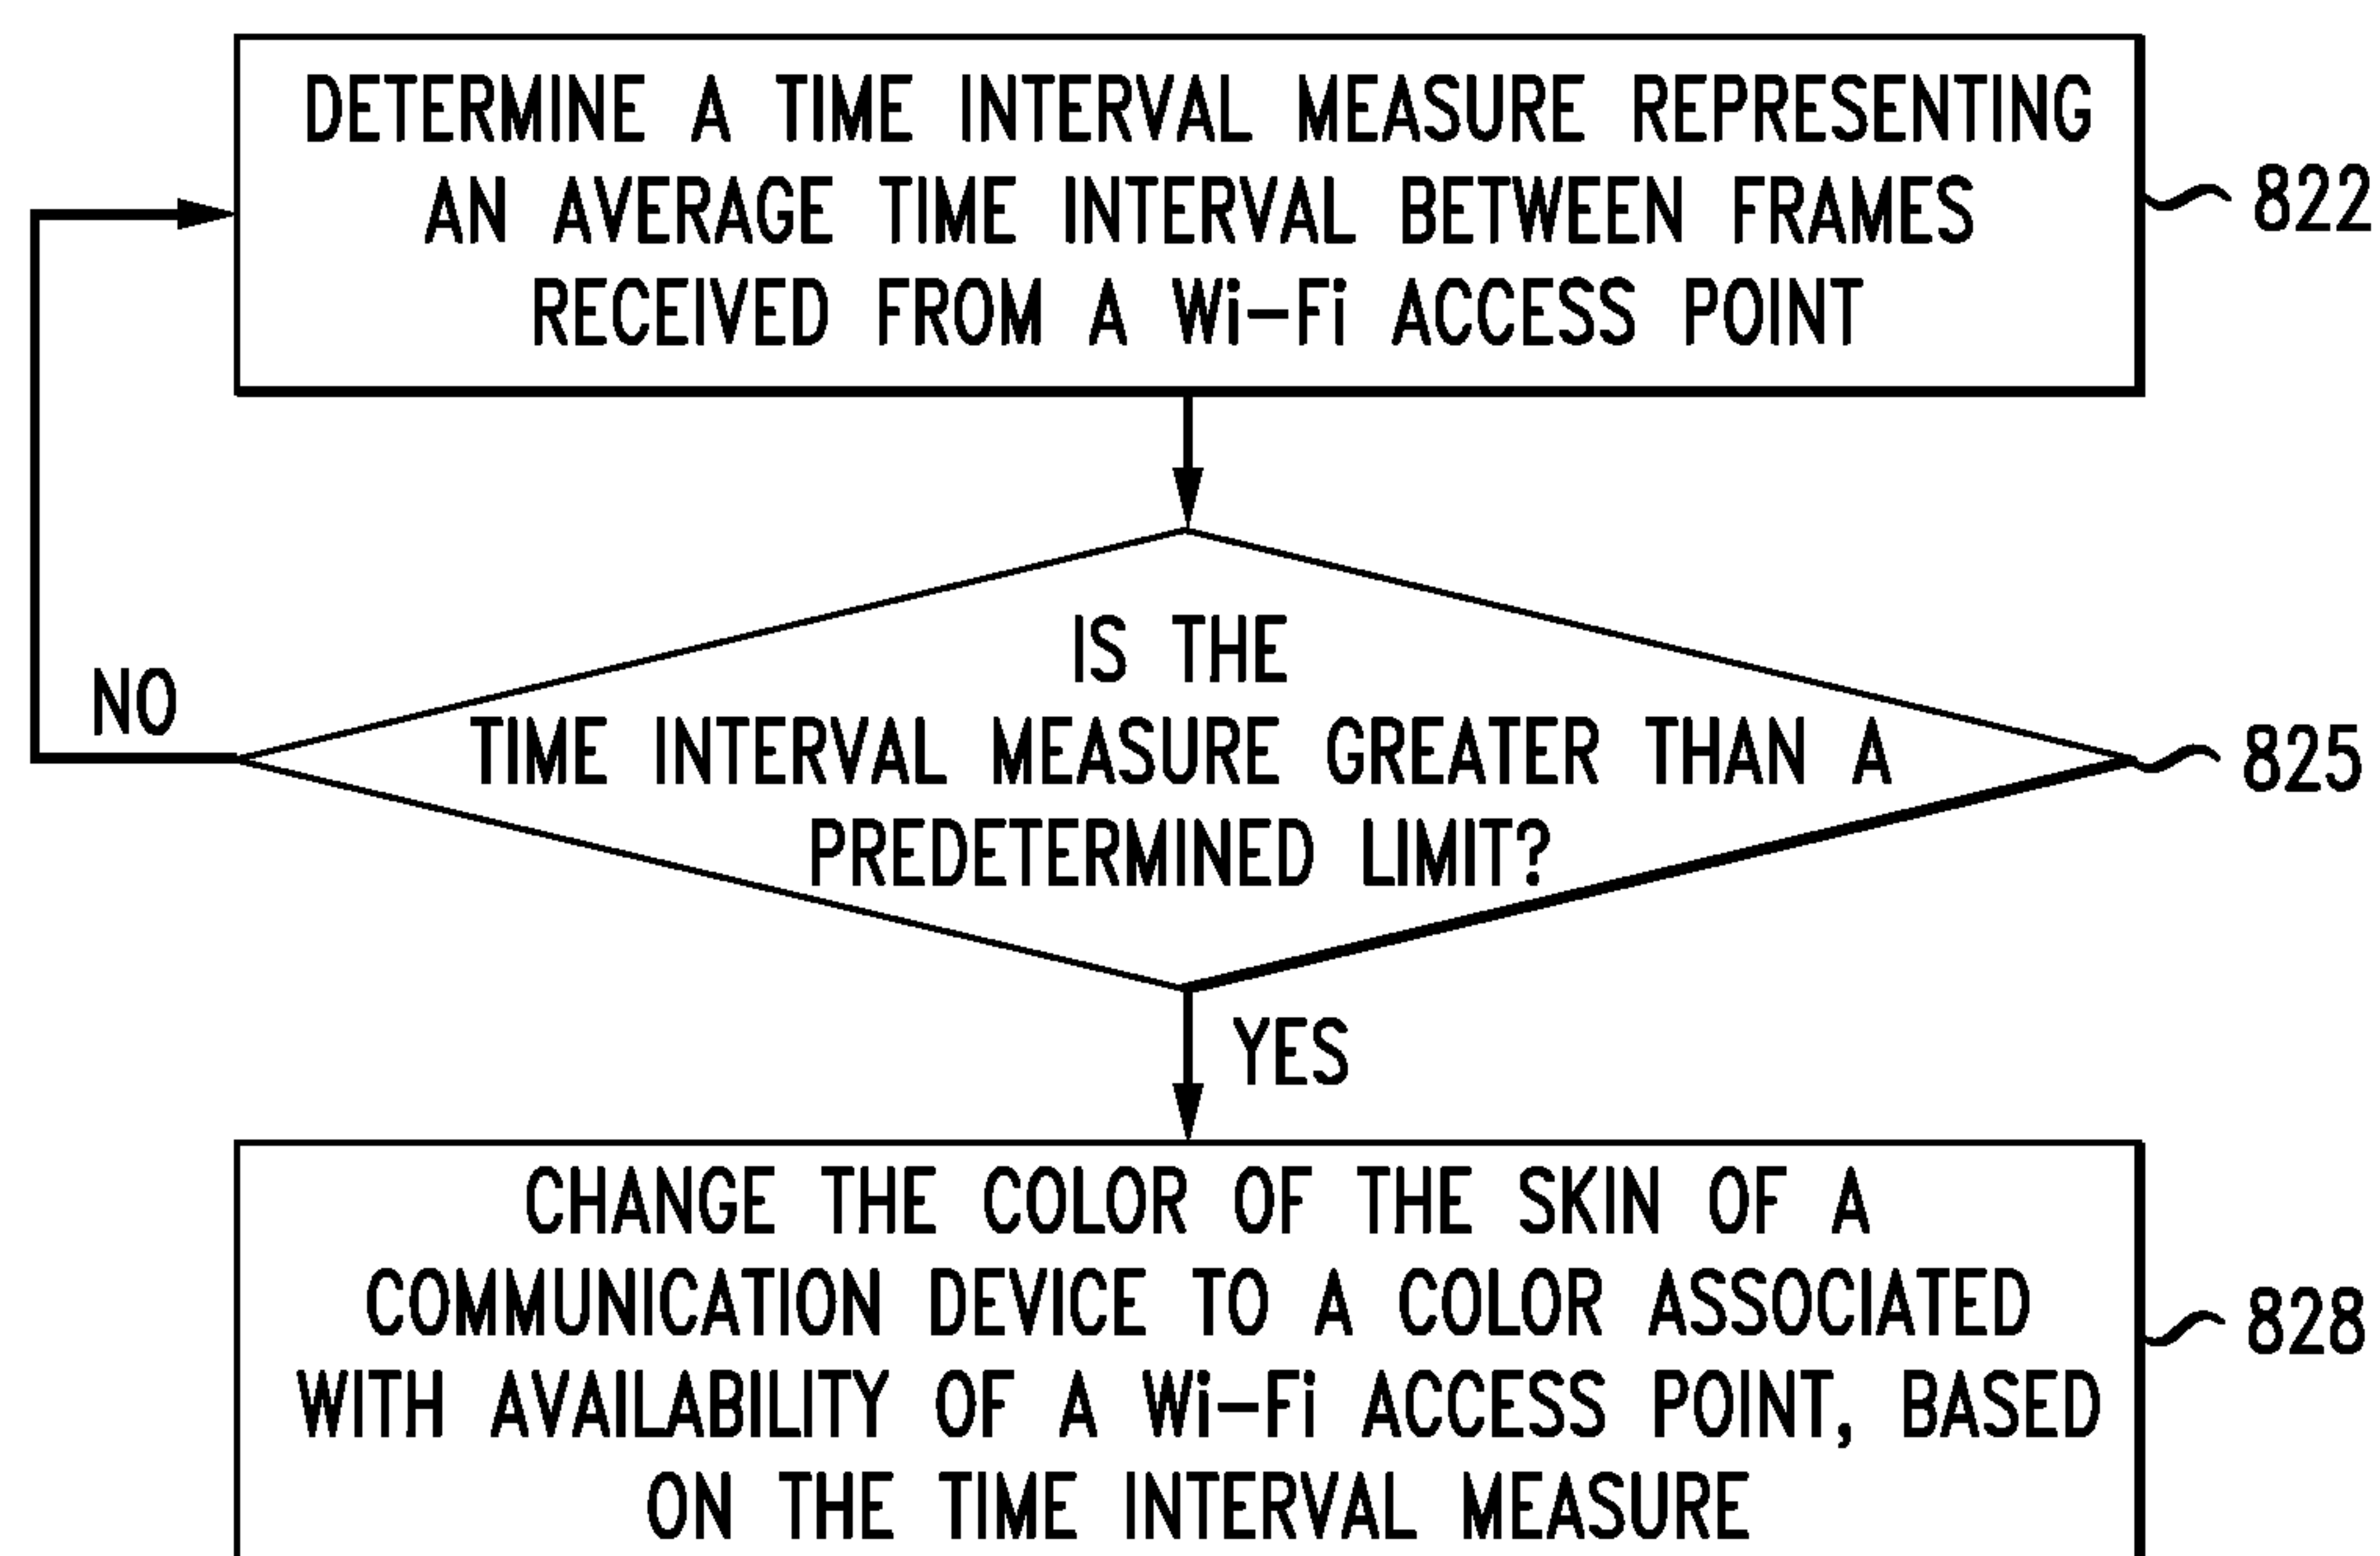 DETERMINE A TIME INTERVAL MEASURE REPRESENTING
AN AVERAGE TIME INTERVAL BETWEEN FRAMES
RECEIVED FROM A Wi-Fi ACCESS POINT
822
IS THE
TIME INTERVAL MEASURE GREATER THAN A
PREDETERMINED LIMIT?
825
NO
YES
CHANGE THE COLOR OF THE SKIN OF A
COMMUNICATION DEVICE TO A COLOR ASSOCIATED
WITH AVAILABILITY OF A Wi-Fi ACCESS POINT, BASED
ON THE TIME INTERVAL MEASURE
828